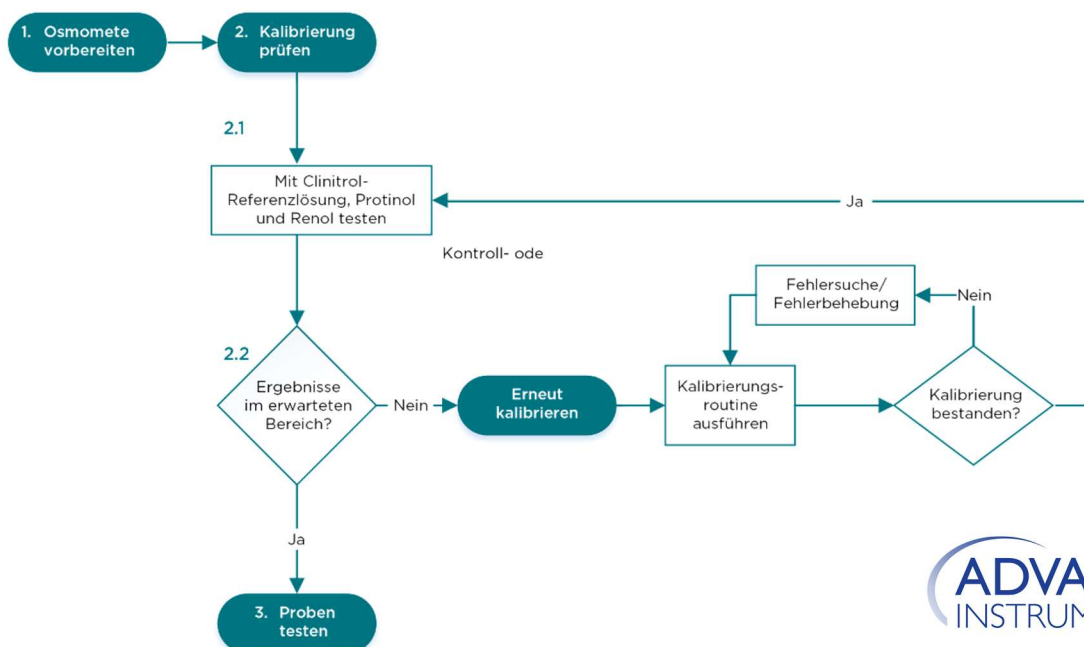 1. Osmomete
vorbereiten
2. Kalibrierung
prüfen
2.1
Mit Clinitrol-
Referenzlösung, Protinol
und Renol testen
Ja
Kontroll- ode
Fehlersuche/
Fehlerbehebung
Nein
2.2
Ergebnisse
im erwarteten
Bereich?
Nein
Erneut
kalibrieren
Kalibrierungs-
routine
ausführen
Kalibrierung
bestanden?
Ja
3. Proben
testen
ADVA
INSTRUM